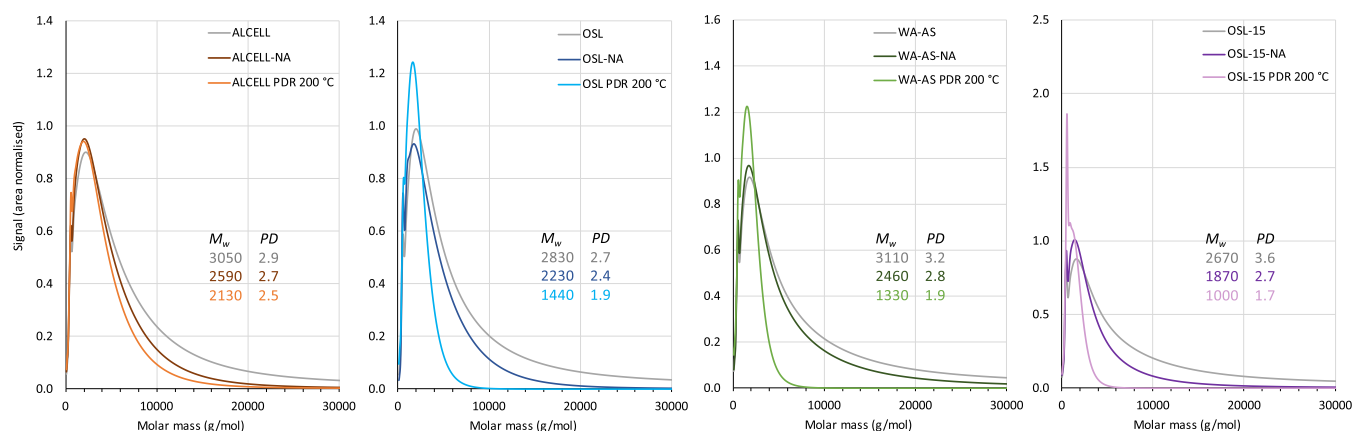 Signal (area normalised)
1.4
1.2
1.0
0.8
0.6
0.4
0.2
0.0
0
10000
20000
30000
Molar mass (g/mol)
ALCELL
ALCELL-NA
ALCELL PDR 200 °C
Mw PD
3050 2.9
2590 2.7
2130 2.5
1.4
1.2
1.0
0.8
0.6
0.4
0.2
0.0
0
10000
20000
30000
Molar mass (g/mol)
OSL
OSL-NA
OSL PDR 200 °C
Mw PD
2830 2.7
2230 2.4
1440 1.9
1.6
1.4
1.2
1.0
0.8
0.6
0.4
0.2
0.0
0
10000
20000
30000
Molar mass (g/mol)
WA-AS
WA-AS-NA
WA-AS PDR 200 °C
Mw PD
3110 3.2
2460 2.8
1330 1.9
2.5
2.0
1.5
1.0
0.5
0.0
0
10000
20000
30000
Molar mass (g/mol)
OSL-15
OSL-15-NA
OSL-15 PDR 200 °C
Mw PD
2670 3.6
1870 2.7
1000 1.7